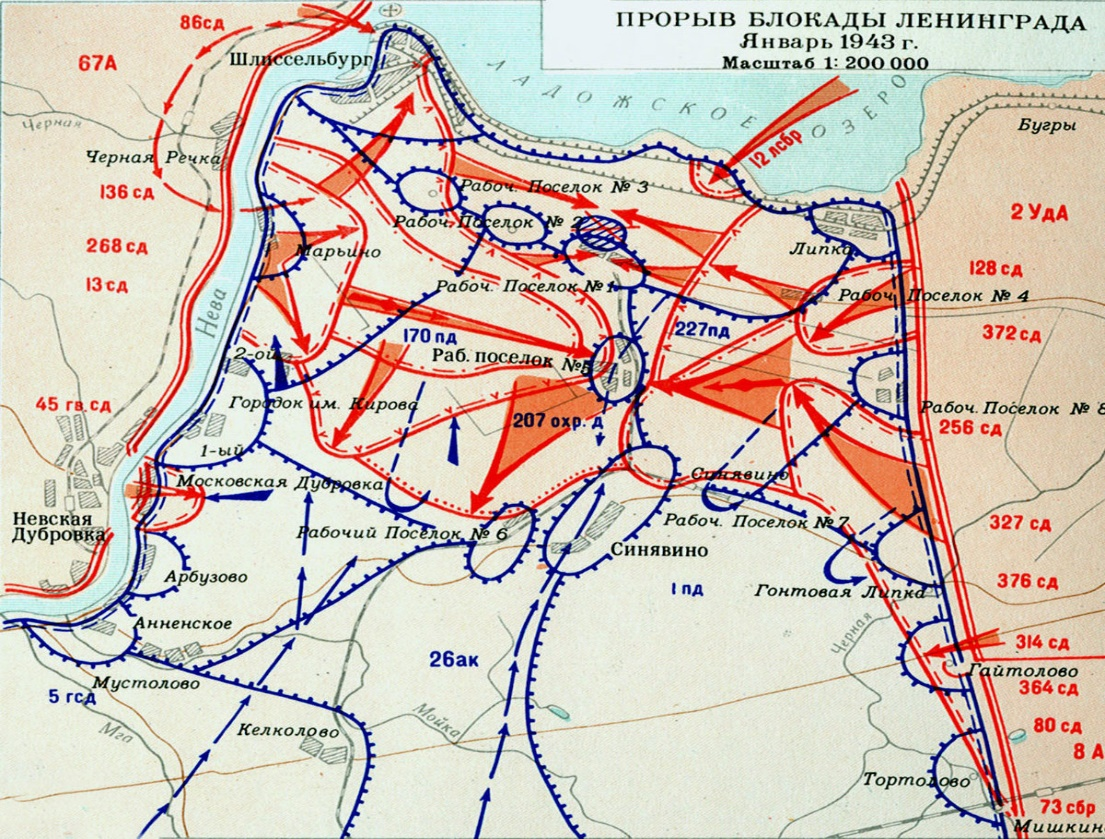 ПРОРЫВ БЛОКАДЫ ЛЕНИНГРАДА
Январь 1943 г.
Масштаб 1: 200 000
86сд
67А
Шлиссельбург
ЛАДОЖСКОЕ ОЗЕРО
Бугры
Черная
Черная Речка
12 лсбр
136 сд
Рабоч. Поселок № 3
2 УдА
268 сд
Рабоч. Поселок № 2
Марьино
Липка
128 сд
13 сд
Рабоч. Поселок №1
Рабоч. Поселок № 4
Нева
170 пд
227пд
372 сд
2-ой
Раб. поселок №5
45 гв.сд
Городок им. Кирова
207 охр. д
Рабоч. Поселок № 8
256 сд
1-ый
Московская Дубровка
Синявино
Невская
Дубровка
Рабочий Поселок № 6
Рабоч. Поселок №7
327 сд
Синявино
Арбузово
1 пд
Гонтовая Липка
376 сд
Анненское
Черная
314 сд
26ак
Гайтолово
Мустолово
364 сд
5 гсд
Мга
Келколово
Мойка
80 сд
8 А
Тортолово
73 сбр
Мишкин